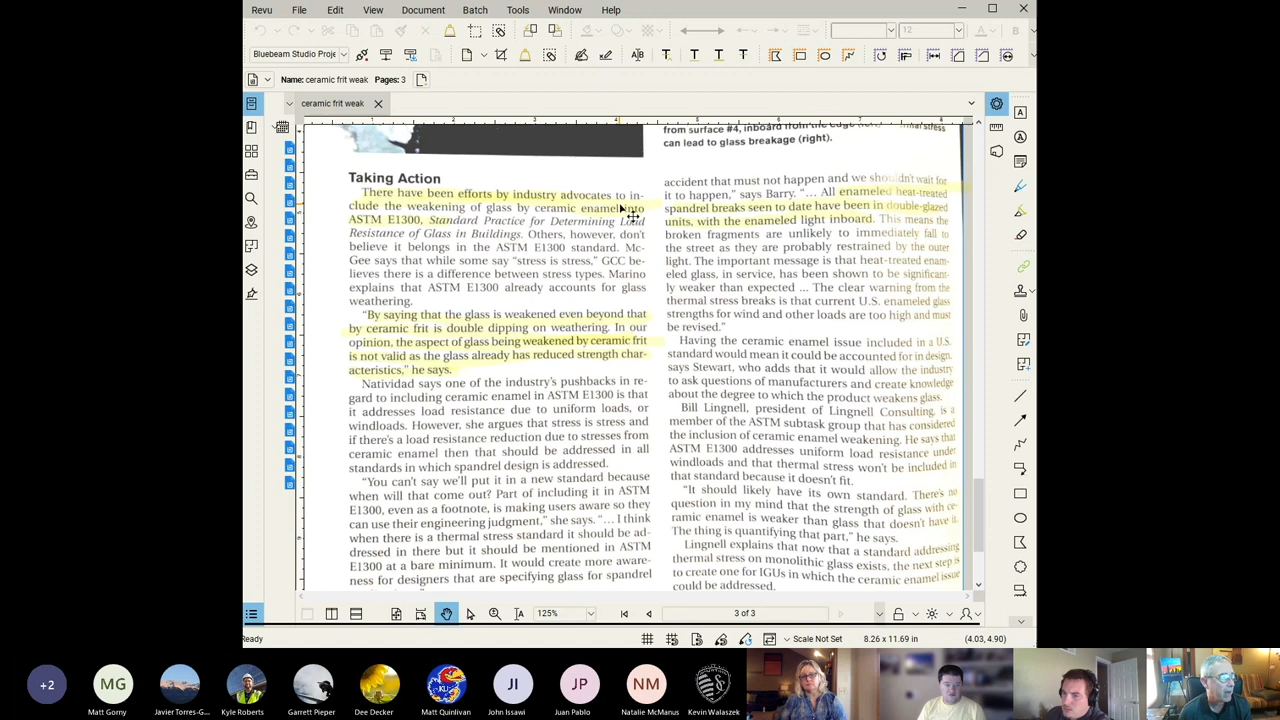 Revu File Edit View Document Batch Tools Window Help
12
Bluebeam Studio Proje
Name: ceramic frit weak Pages: 3
ceramic frit weak
from surface #4, inboard from the edge
can lead to glass breakage (right).
Taking Action
There have been efforts by industry advocates to in-
clude the weakening of glass by ceramic enamel into
ASTM E1300, Standard Practice for Determining Load
Resistance of Glass in Buildings. Others, however, don't
believe it belongs in the ASTM E1300 standard. Mc-
Gee says that while some say "stress is stress," GCC be-
lieves there is a difference between stress types. Marino
explains that ASTM E1300 already accounts for glass
weathering.
"By saying that the glass is weakened even beyond that
by ceramic frit is double dipping on weathering. In our
opinion, the aspect of glass being weakened by ceramic frit
is not valid as the glass already has reduced strength char-
acteristics," he says.
Natividad says one of the industry's pushbacks in re-
gard to including ceramic enamel in ASTM E1300 is that
it addresses load resistance due to uniform loads, or
windloads. However, she argues that stress is stress and
if there's a load resistance reduction due to stresses from
ceramic enamel then that should be addressed in all
standards in which spandrel design is addressed.
"You can't say we'll put it in a new standard because
when will that come out? Part of including it in ASTM
E1300, even as a footnote, is making users aware so they
can use their engineering judgment," she says. "… I think
when there is a thermal stress standard it should be ad-
dressed in there but it should be mentioned in ASTM
E1300 at a bare minimum. It would create more aware-
ness for designers that are specifying glass for spandrel
accident that must not happen and we shouldn't wait for
it to happen," says Barry. "… All enameled heat-treated
spandrel breaks seen to date have been in double-glazed
units, with the enameled light inboard. This means the
broken fragments are unlikely to immediately fall to
the street as they are probably restrained by the outer
light. The important message is that heat-treated enam-
eled glass, in service, has been shown to be significant-
ly weaker than expected ... The clear warning from the
thermal stress breaks is that current U.S. enameled glass
strengths for wind and other loads are too high and must
be revised."
Having the ceramic enamel issue included in a U.S.
standard would mean it could be accounted for in design,
says Stewart, who adds that it would allow the industry
to ask questions of manufacturers and create knowledge
about the degree to which the product weakens glass.
Bill Lingnell, president of Lingnell Consulting, is a
member of the ASTM subtask group that has considered
the inclusion of ceramic enamel weakening. He says that
ASTM E1300 addresses uniform load resistance under
windloads and that thermal stress won't be included in
that standard because it doesn't fit.
"It should likely have its own standard. There's no
question in my mind that the strength of glass with ce-
ramic enamel is weaker than glass that doesn't have it.
The thing is quantifying that part," he says.
Lingnell explains that now that a standard addressing
thermal stress on monolithic glass exists, the next step is
to create one for IGUs in which the ceramic enamel issue
could be addressed.
125% 3 of 3
Ready Scale Not Set 8.26 x 11.69 in (4.03, 4.90)
+2 MG JI JP NM
Matt Gorny Javier Torres-G... Kyle Roberts Garrett Pieper Dee Decker Matt Quinlivan John Issawi Juan Pablo Natalie McManus Kevin Walaszek